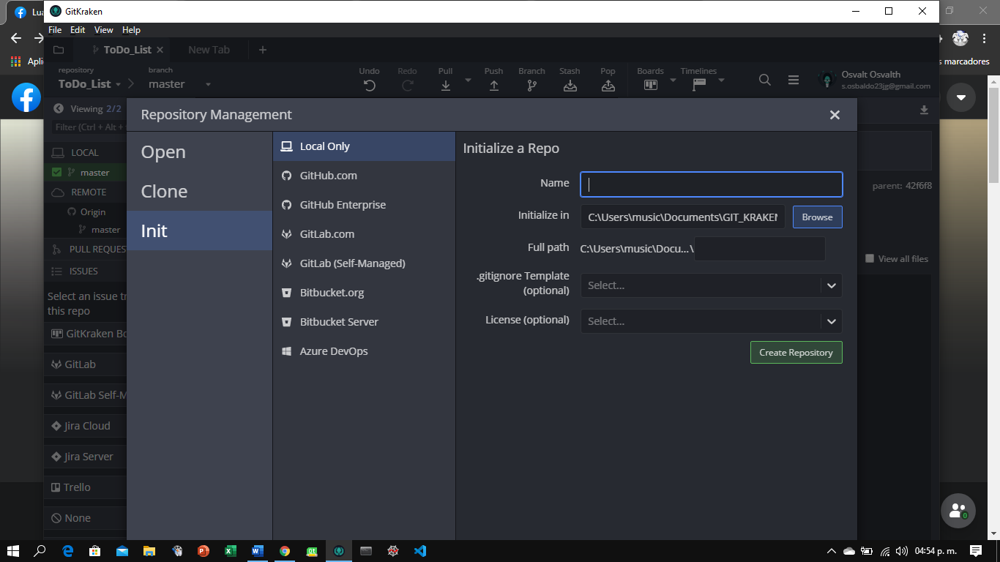 Lua
GitKraken
File Edit View Help
ToDo_List
New Tab
Apli
s marcadores
repository
ToDo_List
branch
master
Undo
Redo
Pull
Push
Branch
Stash
Pop
Boards
Timelines
Osvalt Osvalth
s.osbaldo23jg@gmail.com
Viewing 2/2
Filter (Ctrl + Alt +
LOCAL
master
REMOTE
Origin
master
PULL REQUES
ISSUES
Select an issue tr
this repo
GitKraken Bo
GitLab
GitLab Self-M
Jira Cloud
Jira Server
Trello
None
Repository Management
Open
Clone
Init
Local Only
GitHub.com
GitHub Enterprise
GitLab.com
GitLab (Self-Managed)
Bitbucket.org
Bitbucket Server
Azure DevOps
Initialize a Repo
Name
Initialize in C:\Users\music\Documents\GIT_KRAKEN Browse
Full path C:\Users\music\Docu...\
.gitignore Template
(optional)
Select...
License (optional) Select...
Create Repository
parent: 42f6f8
View all files
0
04:54 p. m.